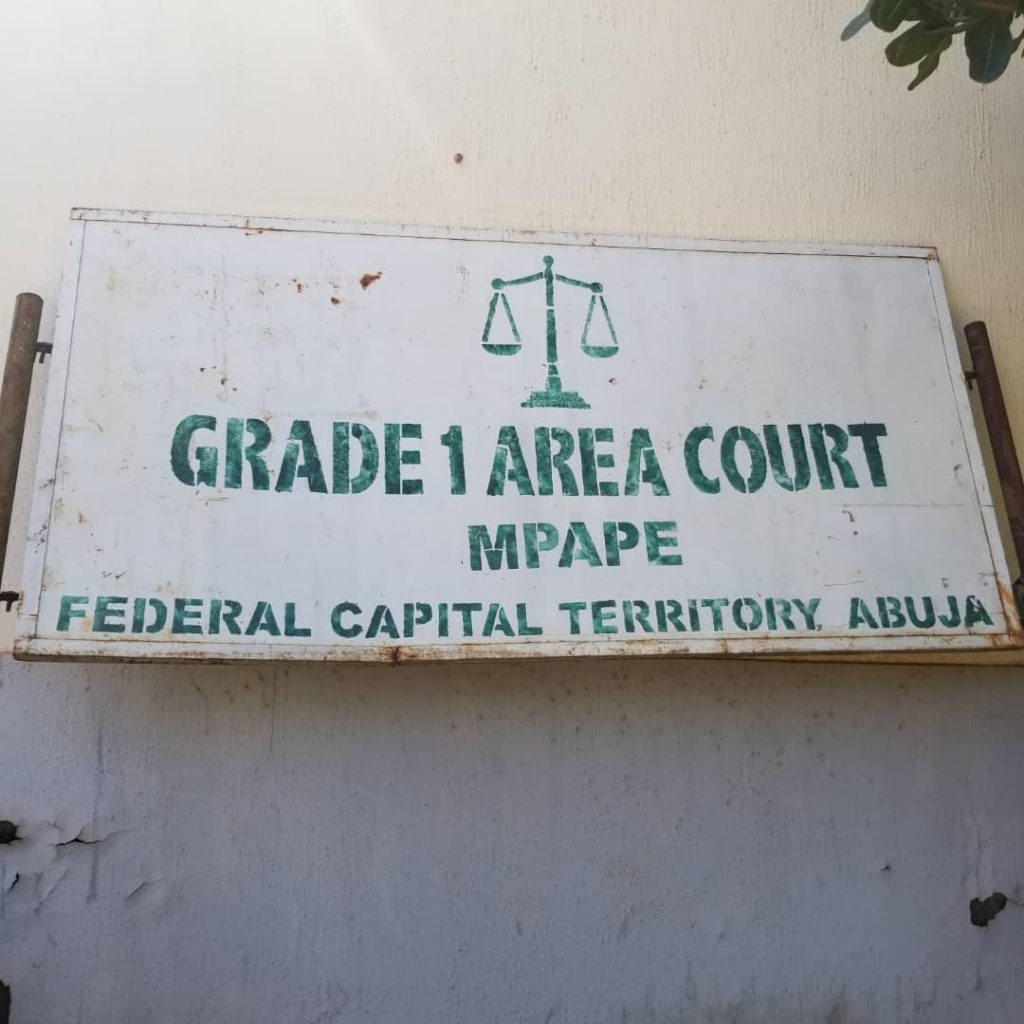 GRADE 1 AREA COURT
MPAPE
FEDERAL CAPITAL TERRITORY, ABUJA